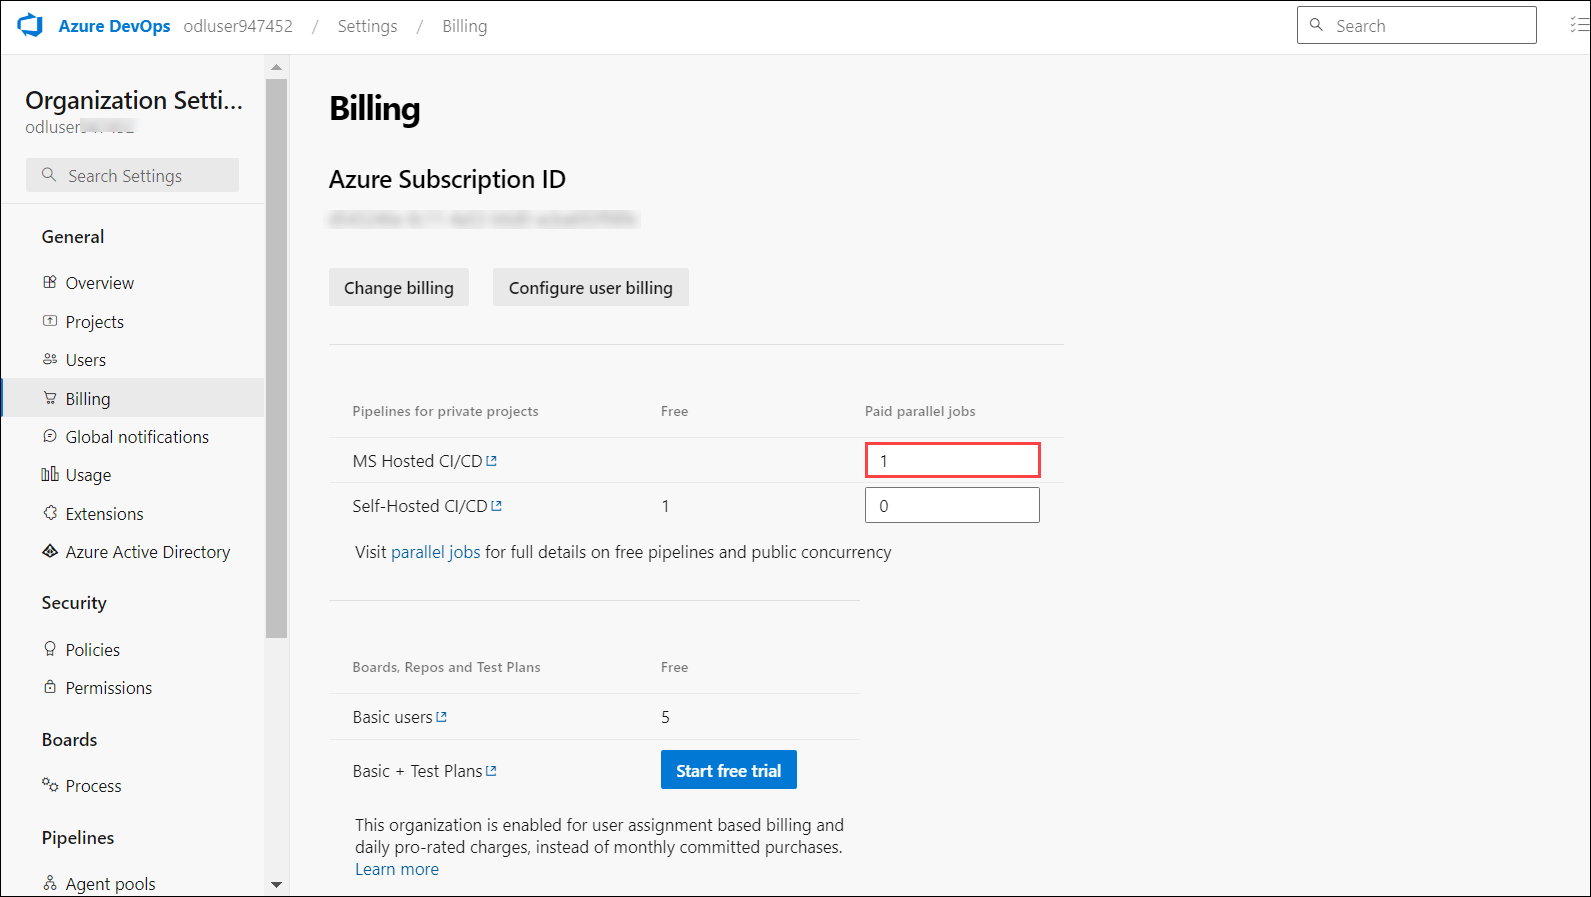 Azure DevOps odluser947452 / Settings / Billing
Search
Organization Setti...
Search Settings
General
Overview
Projects
Users
Billing
Global notifications
Usage
Extensions
Azure Active Directory
Security
Policies
Permissions
Boards
Process
Pipelines
Agent pools
Billing
Azure Subscription ID
Change billing
Configure user billing
Pipelines for private projects Free Paid parallel jobs
MS Hosted CI/CD 1
Self-Hosted CI/CD 1 0
Visit parallel jobs for full details on free pipelines and public concurrency
Boards, Repos and Test Plans Free
Basic users 5
Basic + Test Plans Start free trial
This organization is enabled for user assignment based billing and
daily pro-rated charges, instead of monthly committed purchases.
Learn more